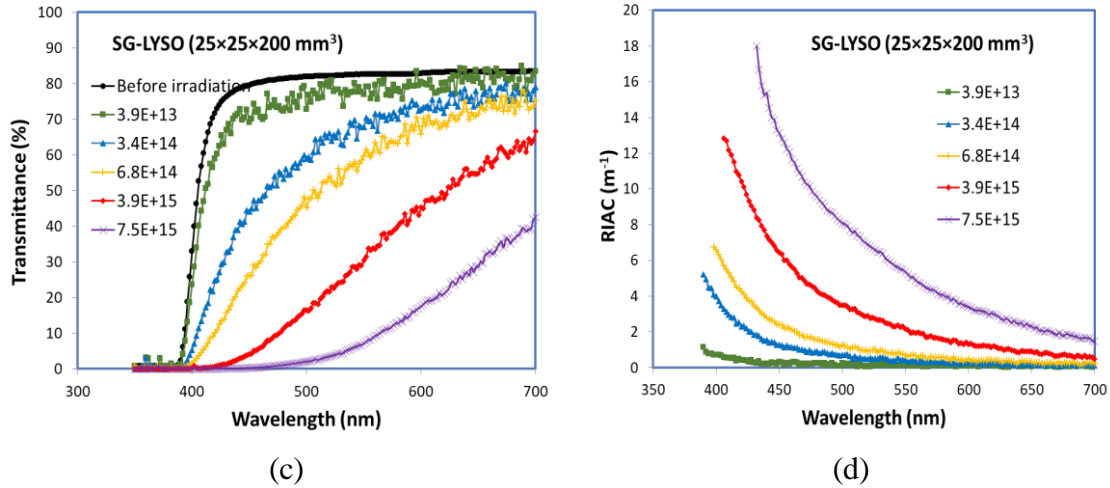 SG-LYSO (25×25×200 mm³)
Before irradiation
3.9E+13
3.4E+14
6.8E+14
3.9E+15
7.5E+15
Transmittance (%)
100
90
80
70
60
50
40
30
20
10
0
300
400
500
600
700
Wavelength (nm)
(c)
SG-LYSO (25×25×200 mm³)
3.9E+13
3.4E+14
6.8E+14
3.9E+15
7.5E+15
RIAC (m⁻¹)
20
18
16
14
12
10
8
6
4
2
0
350
400
450
500
550
600
650
700
Wavelength (nm)
(d)